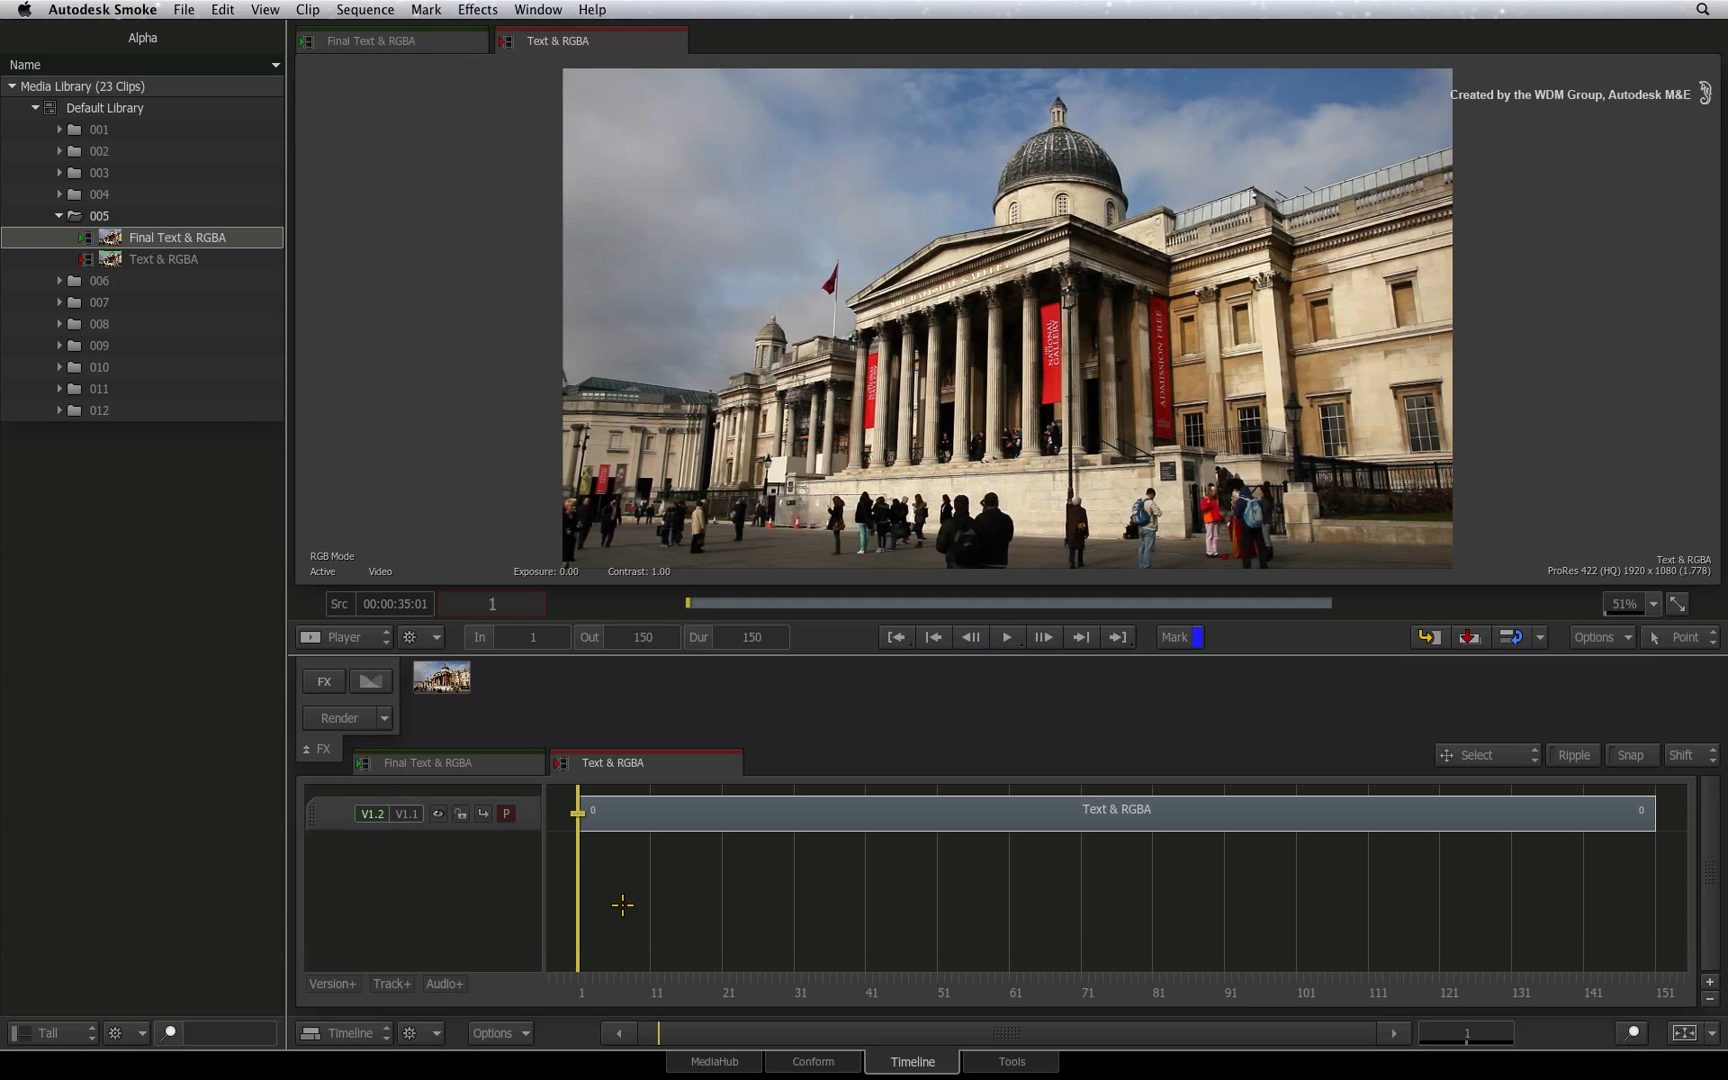 Autodesk Smoke File Edit View Clip Sequence Mark Effects Window Help
Alpha
Name
Media Library (23 Clips)
Default Library
001
002
003
004
005
Final Text & RGBA
Text & RGBA
006
007
008
009
010
011
012
Final Text & RGBA Text & RGBA
Created by the WDM Group, Autodesk M&E
THE NATIONAL GALLERY
ADMISSION FREE
RGB Mode
Active Video Exposure: 0.00 Contrast: 1.00
Text & RGBA
ProRes 422 (HQ) 1920 x 1080 (1.778)
Src 00:00:35:01 1 51%
Player In 1 Out 150 Dur 150 Mark Options Point
FX
Render
FX
Final Text & RGBA Text & RGBA Select Ripple Snap Shift
V1.2 V1.1 P 0 Text & RGBA 0
Version+ Track+ Audio+
1 11 21 31 41 51 61 71 81 91 101 111 121 131 141 151
Tall Timeline Options 1
MediaHub Conform Timeline Tools